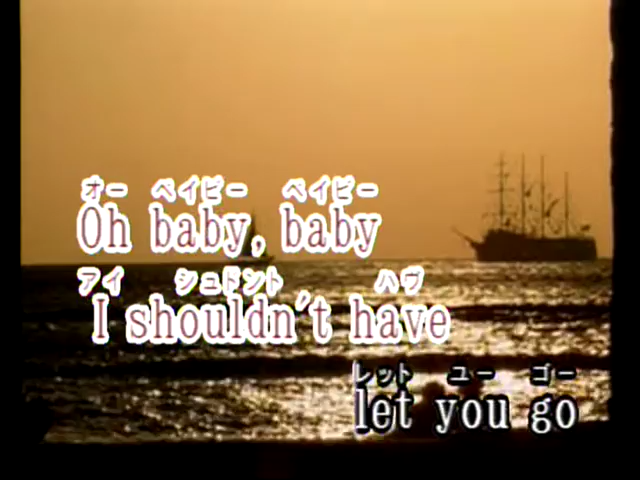 オー ベイビー ベイビー
Oh baby, baby
アイ シュドント ハヴ
I shouldn't have
レット ユー ゴー
let you go